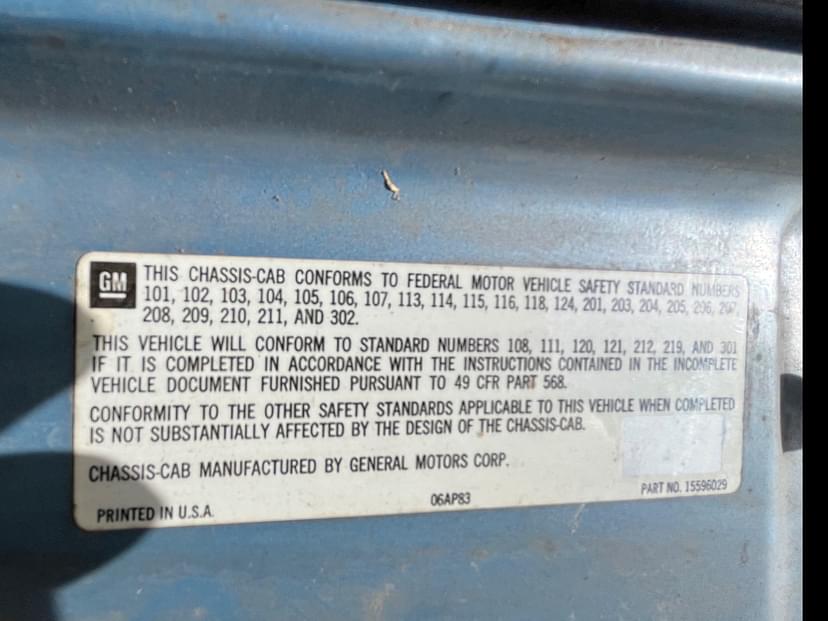 GM
THIS CHASSIS-CAB CONFORMS TO FEDERAL MOTOR VEHICLE SAFETY STANDARD NUMBERS
101, 102, 103, 104, 105, 106, 107, 113, 114, 115, 116, 118, 124, 201, 203, 204, 205, 206, 207,
208, 209, 210, 211, AND 302.
THIS VEHICLE WILL CONFORM TO STANDARD NUMBERS 108, 111, 120, 121, 212, 219, AND 301
IF IT IS COMPLETED IN ACCORDANCE WITH THE INSTRUCTIONS CONTAINED IN THE INCOMPLETE
VEHICLE DOCUMENT FURNISHED PURSUANT TO 49 CFR PART 568.
CONFORMITY TO THE OTHER SAFETY STANDARDS APPLICABLE TO THIS VEHICLE WHEN COMPLETED
IS NOT SUBSTANTIALLY AFFECTED BY THE DESIGN OF THE CHASSIS-CAB.
CHASSIS-CAB MANUFACTURED BY GENERAL MOTORS CORP.
PRINTED IN U.S.A.
06AP83
PART NO. 15596029